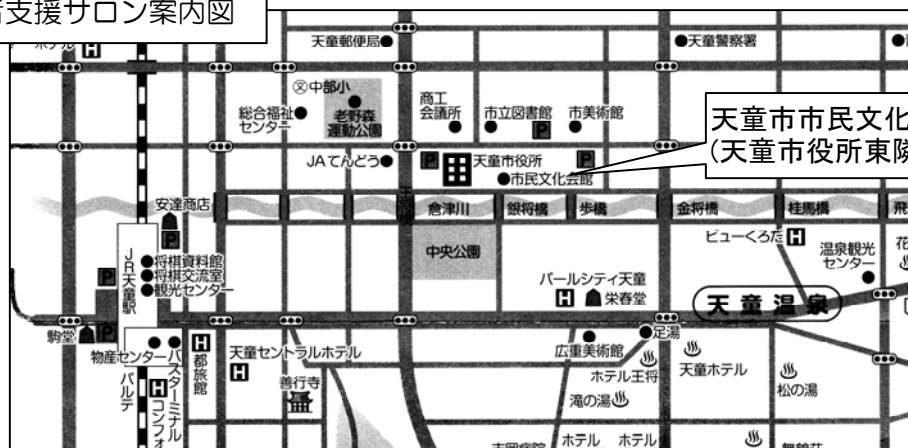 支援サロン案内図
天童郵便局
天童警察署
ホテル
H
中部小
文
老野森
運動公園
総合福祉
センター
商工
会議所
市立図書館
P
市美術館
天童市市民文化
(天童市役所東隣
JAてんどう
P
天童市役所
P
市民文化会館
安達商店
P
倉津川
銀将橋
歩橋
金将橋
桂馬橋
飛
JR天童駅
将棋資料館
将棋交流室
観光センター
P
中央公園
ビューくろだ
H
温泉観光
センター
花
パールシティ天童
H
栄春堂
天童温泉
駒堂
P
物産センター
バスターミナル
パルテ
H
コンフォ
H
都旅館
天童セントラルホテル
H
善行寺
広重美術館
足湯
ホテル王将
滝の湯
天童ホテル
松の湯
ホテル
ホテル